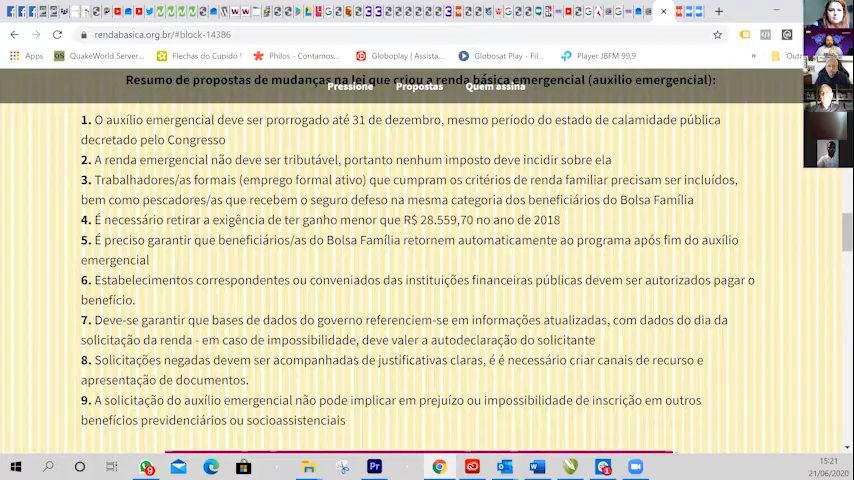 rendabasica.org.br/#block-14386
Apps
QuakeWorld Server...
Flechas do Cupido !
Philos - Contamos...
Globoplay | Assista...
Globosat Play - Fil...
Player JBFM 99,9
»
Resumo de propostas de mudanças na lei que criou a renda básica emergencial (auxilio emergencial):
Pressione
Propostas
Quem assina
1. O auxílio emergencial deve ser prorrogado até 31 de dezembro, mesmo período do estado de calamidade pública
decretado pelo Congresso
2. A renda emergencial não deve ser tributável, portanto nenhum imposto deve incidir sobre ela
3. Trabalhadores/as formais (emprego formal ativo) que cumpram os critérios de renda familiar precisam ser incluídos,
bem como pescadores/as que recebem o seguro defeso na mesma categoria dos beneficiários do Bolsa Família
4. É necessário retirar a exigência de ter ganho menor que R$ 28.559,70 no ano de 2018
5. É preciso garantir que beneficiários/as do Bolsa Família retornem automaticamente ao programa após fim do auxílio
emergencial
6. Estabelecimentos correspondentes ou conveniados das instituições financeiras públicas devem ser autorizados pagar o
benefício.
7. Deve-se garantir que bases de dados do governo referenciem-se em informações atualizadas, com dados do dia da
solicitação da renda - em caso de impossibilidade, deve valer a autodeclaração do solicitante
8. Solicitações negadas devem ser acompanhadas de justificativas claras, é é necessário criar canais de recurso e
apresentação de documentos.
9. A solicitação do auxílio emergencial não pode implicar em prejuízo ou impossibilidade de inscrição em outros
benefícios previdenciários ou socioassistenciais
15:21
21/06/2020